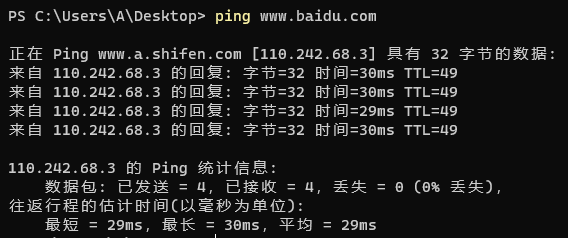 PS C:\Users\A\Desktop> ping www.baidu.com
正在 Ping www.a.shifen.com [110.242.68.3] 具有 32 字节的数据:
来自 110.242.68.3 的回复: 字节=32 时间=30ms TTL=49
来自 110.242.68.3 的回复: 字节=32 时间=30ms TTL=49
来自 110.242.68.3 的回复: 字节=32 时间=29ms TTL=49
来自 110.242.68.3 的回复: 字节=32 时间=30ms TTL=49
110.242.68.3 的 Ping 统计信息:
数据包: 已发送 = 4，已接收 = 4，丢失 = 0 (0% 丢失)，
往返行程的估计时间(以毫秒为单位):
最短 = 29ms，最长 = 30ms，平均 = 29ms